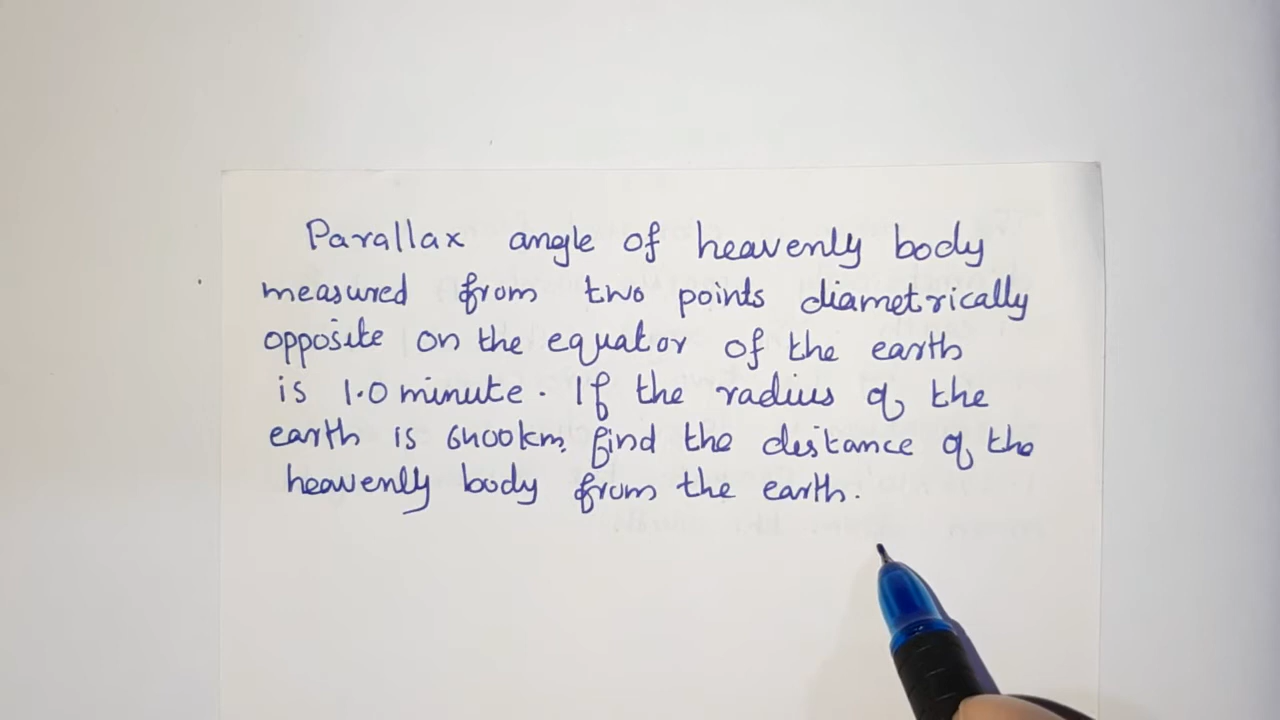 Parallax angle of heavenly body
measured from two points diametrically
opposite on the equator of the earth
is 1.0 minute. If the radius of the
earth is 6400km, find the distance of the
heavenly body from the earth.